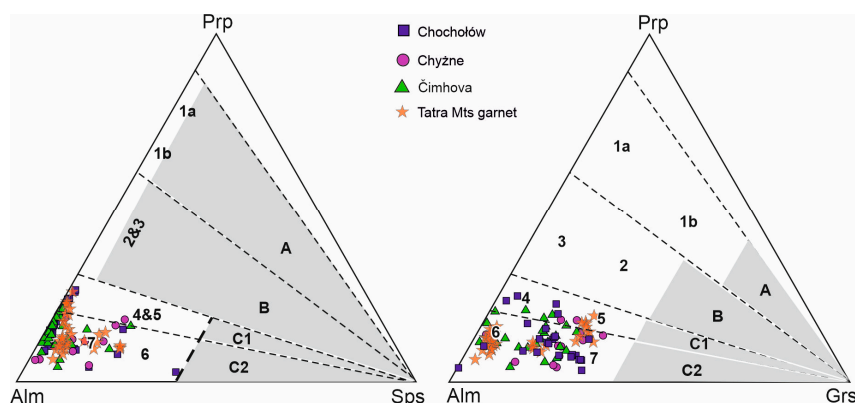 Prp
1a
1b
2&3
A
B
4&5
C1
7
6
C2
Alm
Sps
Chochołów
Chyżne
Čimhova
Tatra Mts garnet
Prp
1a
1b
3
2
A
B
4
5
C1
6
7
C2
Alm
Grs